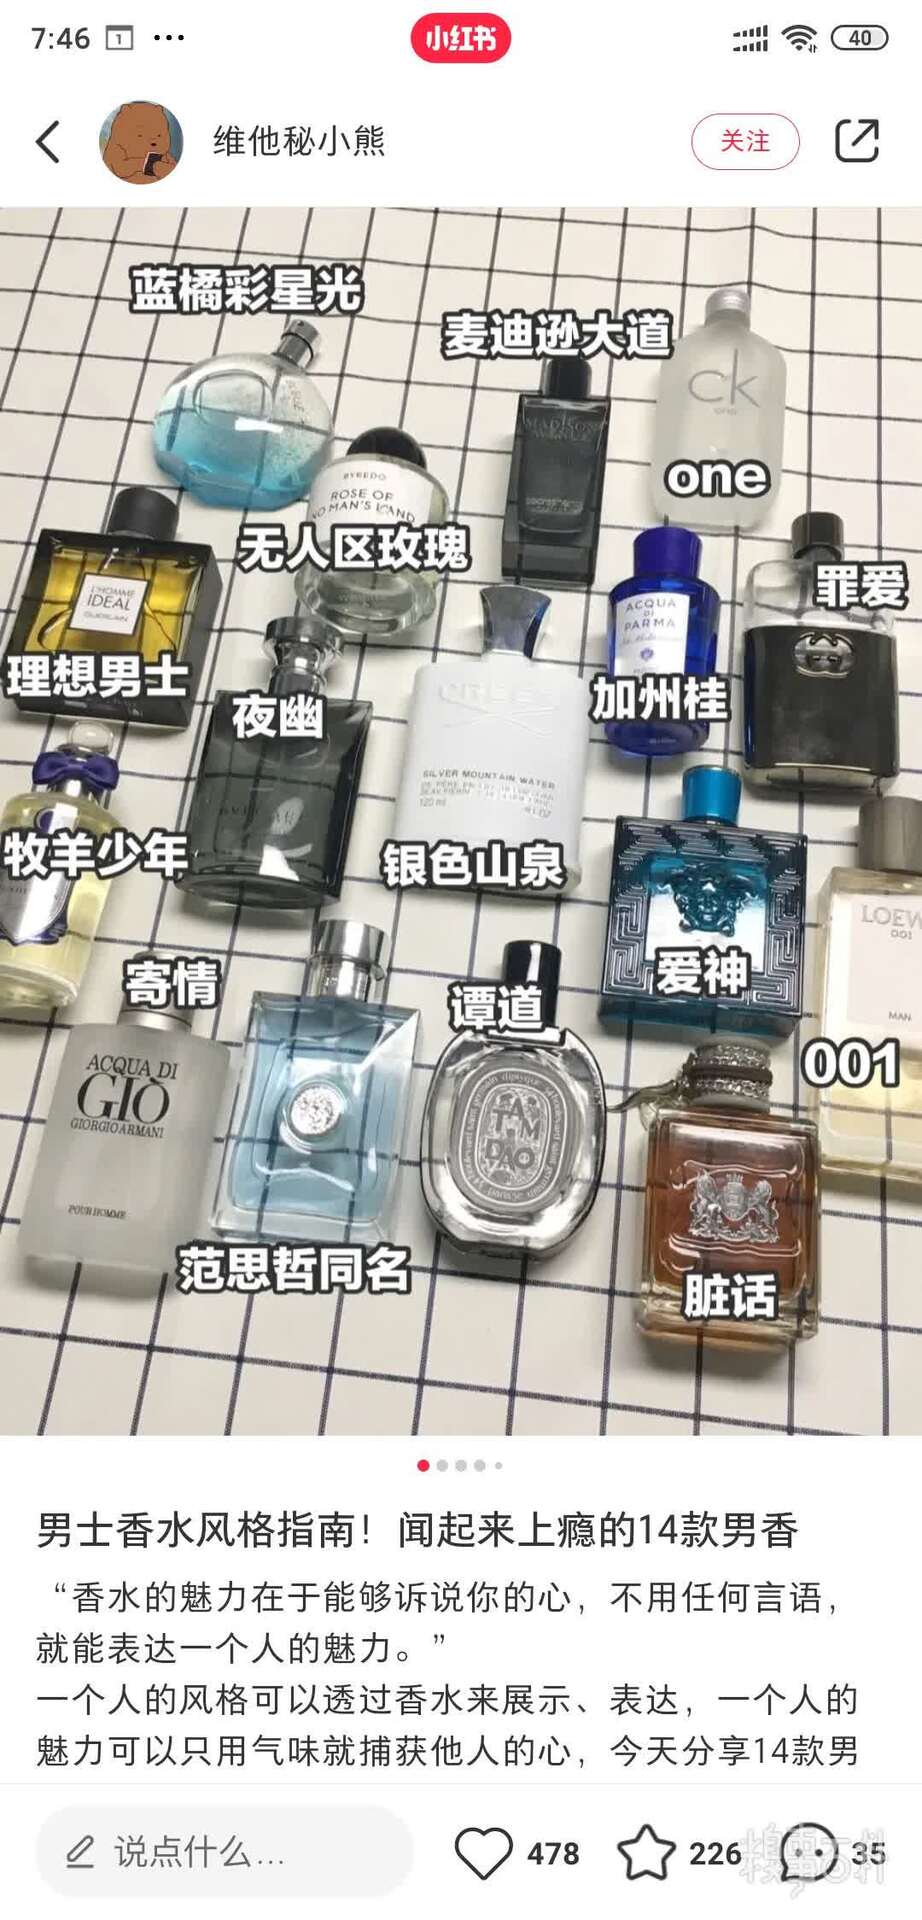 7:46
1
小红书
40
维他秘小熊
关注
蓝橘彩星光
麦迪逊大道
MADISON
AVENUE
ck
one
one
BYREDO
ROSE OF
NO MAN'S LAND
无人区玫瑰
L'HOMME
IDEAL
GUERLAIN
理想男士
ACQUA
DI
PARMA
加州桂
罪爱
夜幽
CREED
SILVER MOUNTAIN WATER
120 ml
银色山泉
牧羊少年
爱神
LOEW
001
MAN
001
寄情
ACQUA DI
GIÒ
GIORGIO ARMANI
POUR HOMME
范思哲同名
谭道
TAM
DAO
脏话
男士香水风格指南！闻起来上瘾的14款男香
“香水的魅力在于能够诉说你的心，不用任何言语，
就能表达一个人的魅力。”
一个人的风格可以透过香水来展示、表达，一个人的
魅力可以只用气味就捕获他人的心，今天分享14款男
说点什么...
478
226
35